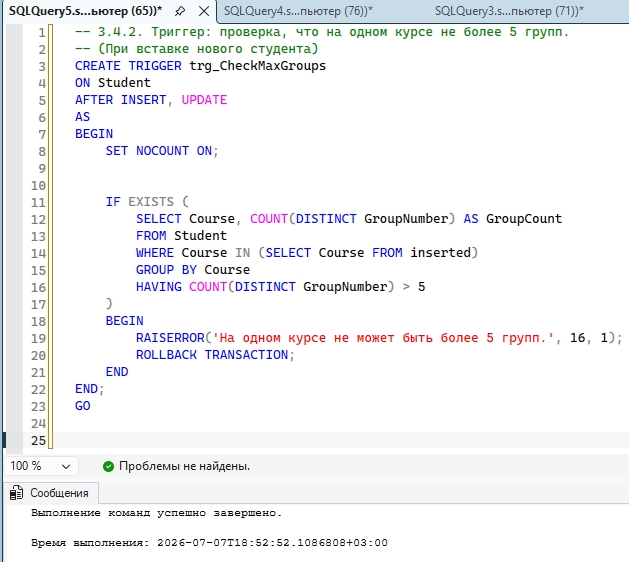 SQLQuery5.s...ьютер (65))*
SQLQuery4.s...пьютер (76))*
SQLQuery3.s...пьютер (71))*
1 -- 3.4.2. Триггер: проверка, что на одном курсе не более 5 групп.
2 -- (При вставке нового студента)
3 CREATE TRIGGER trg_CheckMaxGroups
4 ON Student
5 AFTER INSERT, UPDATE
6 AS
7 BEGIN
8 SET NOCOUNT ON;
9
10
11 IF EXISTS (
12 SELECT Course, COUNT(DISTINCT GroupNumber) AS GroupCount
13 FROM Student
14 WHERE Course IN (SELECT Course FROM inserted)
15 GROUP BY Course
16 HAVING COUNT(DISTINCT GroupNumber) > 5
17 )
18 BEGIN
19 RAISERROR('На одном курсе не может быть более 5 групп.', 16, 1);
20 ROLLBACK TRANSACTION;
21 END
22 END;
23 GO
24
25
100 %
Проблемы не найдены.
Сообщения
Выполнение команд успешно завершено.
Время выполнения: 2026-07-07T18:52:52.1086808+03:00